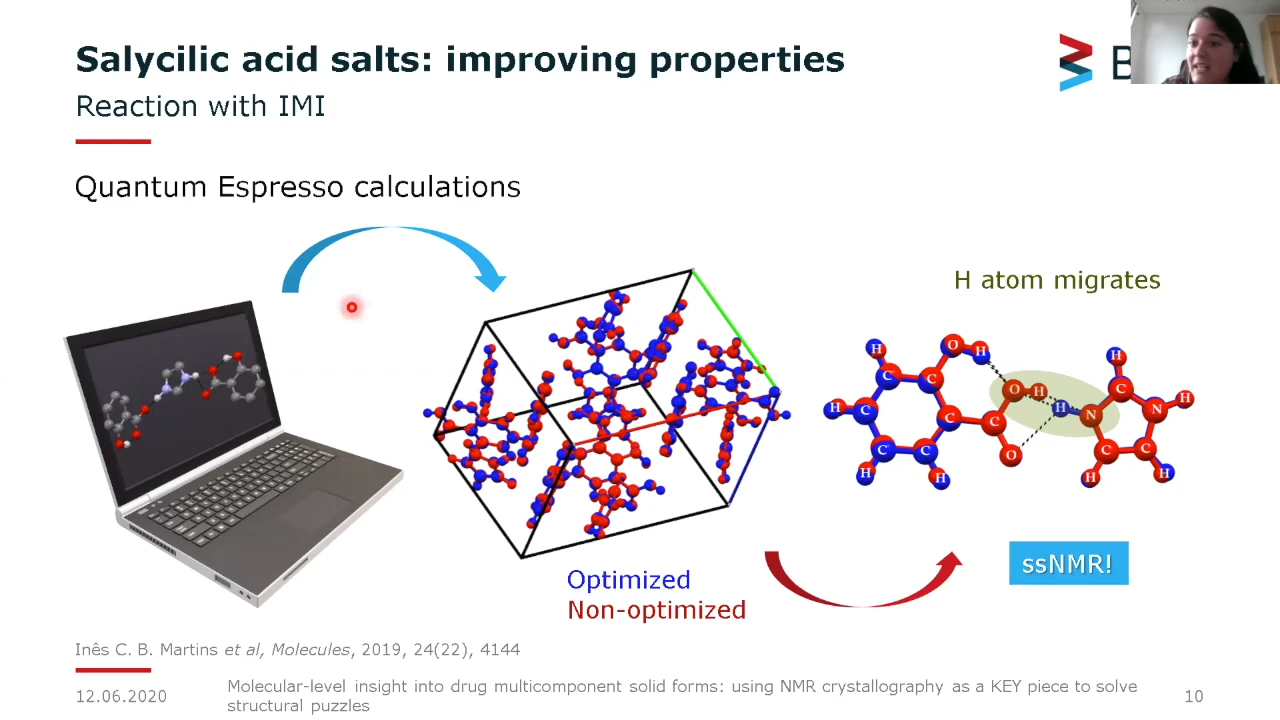 Salycilic acid salts: improving properties
B
Reaction with IMI
Quantum Espresso calculations
H atom migrates
H
O
H
H
C
C
O
H
C
H
H
C
C
C
H
N
N
H
C
C
O
C
C
H
H
H
H
ssNMR!
Optimized
Non-optimized
Inês C. B. Martins et al, Molecules, 2019, 24(22), 4144
12.06.2020
Molecular-level insight into drug multicomponent solid forms: using NMR crystallography as a KEY piece to solve
structural puzzles
10